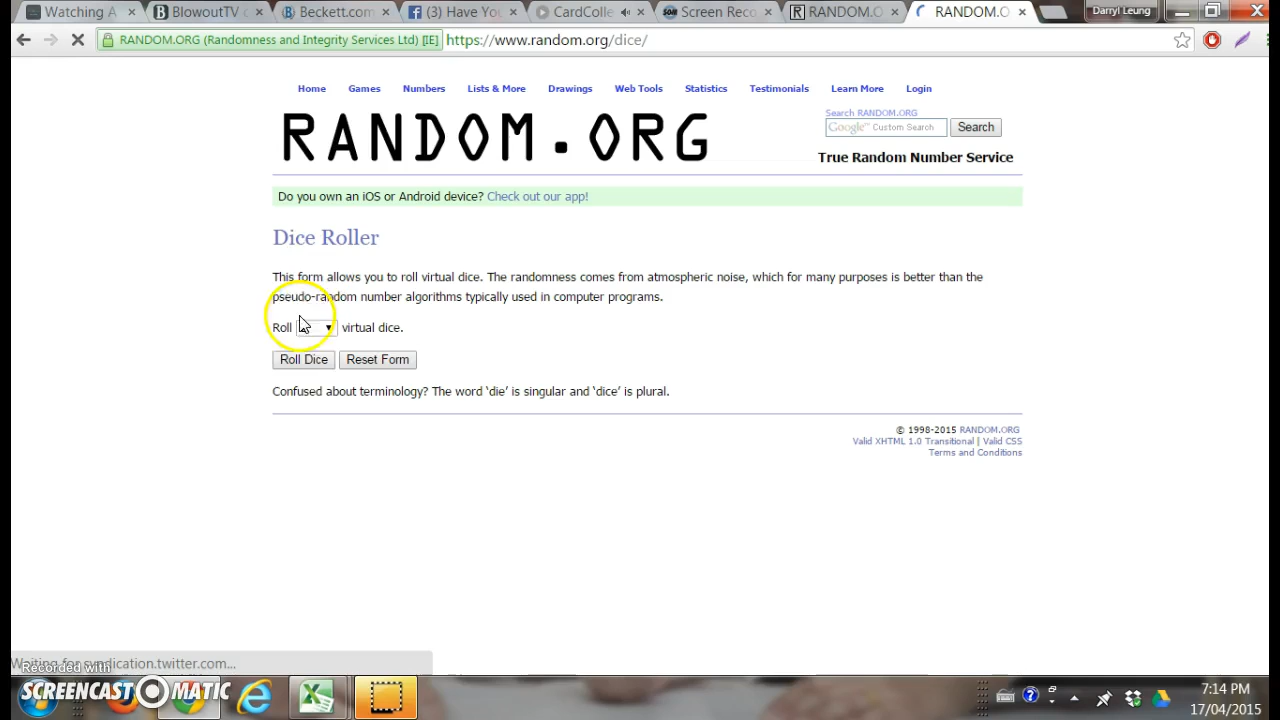 Watching A
BlowoutTV c
Beckett.com
(3) Have You
CardColle
Screen Reco
RANDOM.O
RANDOM.O
Darryl Leung
RANDOM.ORG (Randomness and Integrity Services Ltd) [IE]
https://www.random.org/dice/
Home Games Numbers Lists & More Drawings Web Tools Statistics Testimonials Learn More Login
RANDOM.ORG
Search RANDOM.ORG
Google™ Custom Search
Search
True Random Number Service
Do you own an iOS or Android device? Check out our app!
Dice Roller
This form allows you to roll virtual dice. The randomness comes from atmospheric noise, which for many purposes is better than the
pseudo-random number algorithms typically used in computer programs.
Roll virtual dice.
Roll Dice Reset Form
Confused about terminology? The word ‘die’ is singular and ‘dice’ is plural.
© 1998-2015 RANDOM.ORG
Valid XHTML 1.0 Transitional | Valid CSS
Terms and Conditions
Waiting for syndication.twitter.com...
Recorded with
SCREENCAST MATIC
7:14 PM
17/04/2015